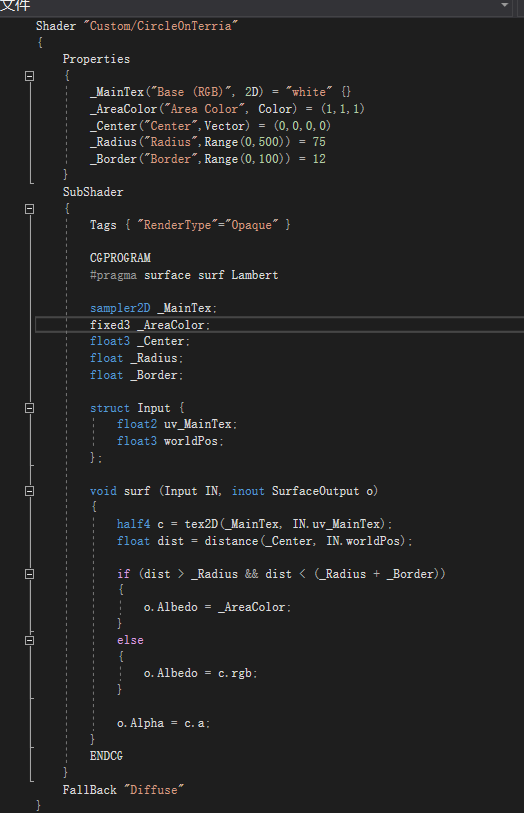 文件
Shader "Custom/CircleOnTerria"
{
Properties
{
_MainTex("Base (RGB)", 2D) = "white" {}
_AreaColor("Area Color", Color) = (1,1,1)
_Center("Center",Vector) = (0,0,0,0)
_Radius("Radius",Range(0,500)) = 75
_Border("Border",Range(0,100)) = 12
}
SubShader
{
Tags { "RenderType"="Opaque" }
CGPROGRAM
#pragma surface surf Lambert
sampler2D _MainTex;
fixed3 _AreaColor;
float3 _Center;
float _Radius;
float _Border;
struct Input {
float2 uv_MainTex;
float3 worldPos;
};
void surf (Input IN, inout SurfaceOutput o)
{
half4 c = tex2D(_MainTex, IN.uv_MainTex);
float dist = distance(_Center, IN.worldPos);
if (dist > _Radius && dist < (_Radius + _Border))
{
o.Albedo = _AreaColor;
}
else
{
o.Albedo = c.rgb;
}
o.Alpha = c.a;
}
ENDCG
}
FallBack "Diffuse"
}